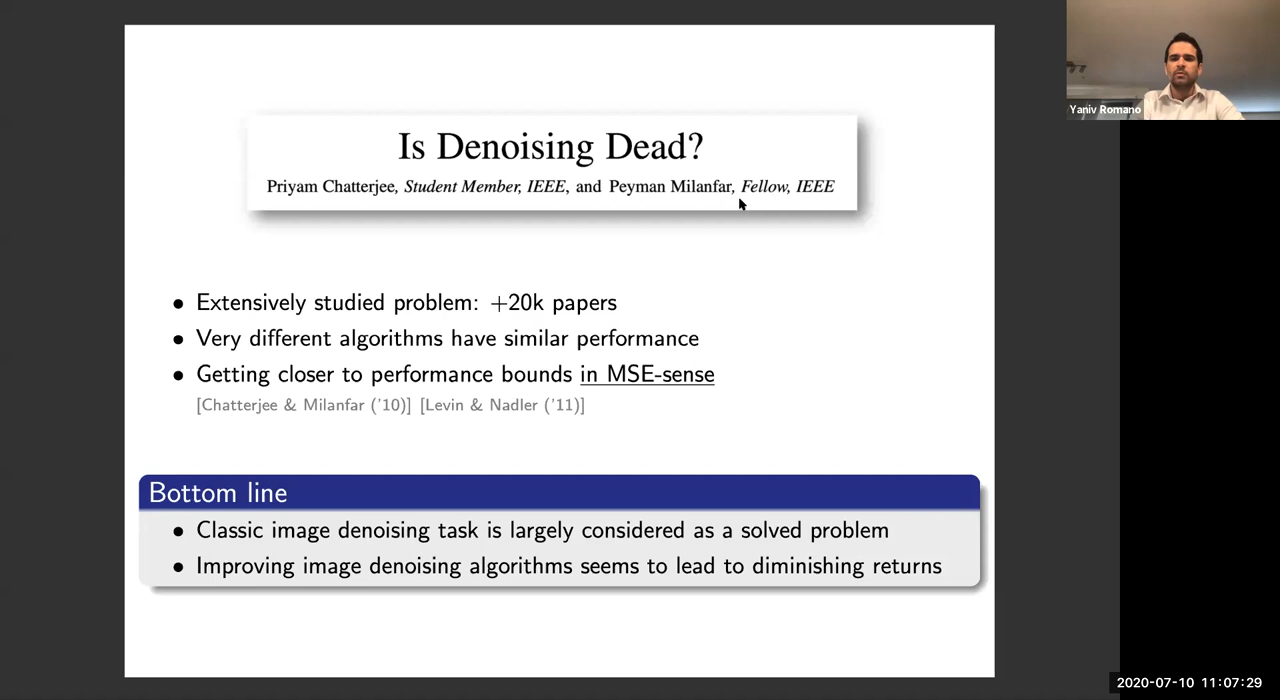 Is Denoising Dead?
Priyam Chatterjee, Student Member, IEEE, and Peyman Milanfar, Fellow, IEEE
• Extensively studied problem: +20k papers
• Very different algorithms have similar performance
• Getting closer to performance bounds in MSE-sense
[Chatterjee & Milanfar ('10)] [Levin & Nadler ('11)]
Bottom line
• Classic image denoising task is largely considered as a solved problem
• Improving image denoising algorithms seems to lead to diminishing returns
Yaniv Romano
2020-07-10 11:07:29